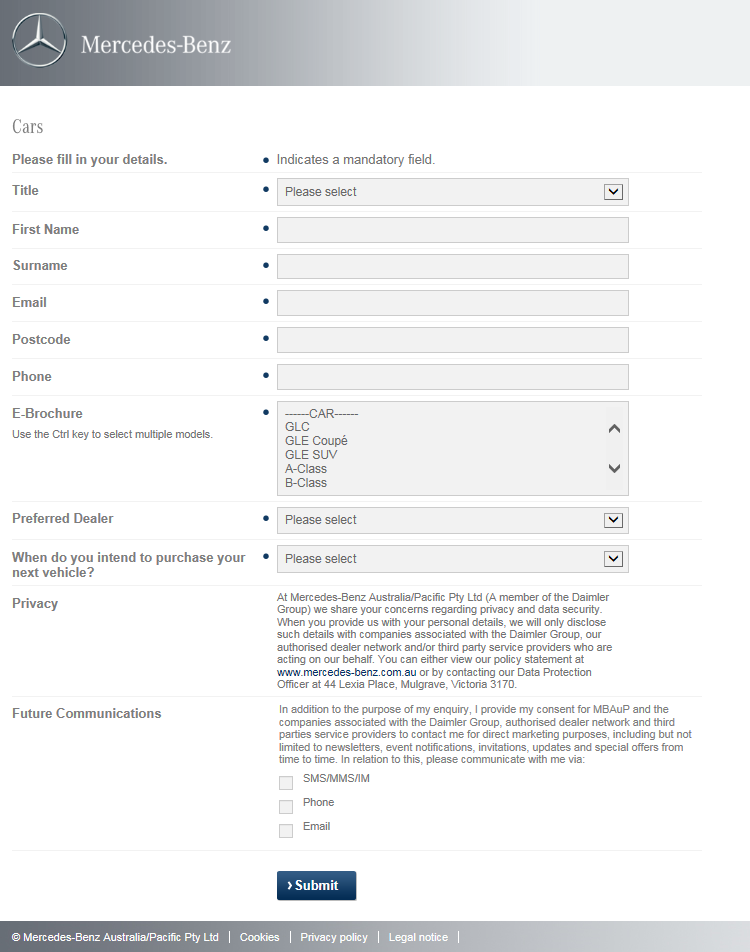 Mercedes-Benz
Cars
Please fill in your details.
• Indicates a mandatory field.
Title
• Please select
First Name
•
Surname
•
Email
•
Postcode
•
Phone
•
E-Brochure
•
Use the Ctrl key to select multiple models.
------CAR------
GLC
GLE Coupé
GLE SUV
A-Class
B-Class
Preferred Dealer
• Please select
When do you intend to purchase your
next vehicle?
• Please select
Privacy
At Mercedes-Benz Australia/Pacific Pty Ltd (A member of the Daimler
Group) we share your concerns regarding privacy and data security.
When you provide us with your personal details, we will only disclose
such details with companies associated with the Daimler Group, our
authorised dealer network and/or third party service providers who are
acting on our behalf. You can either view our policy statement at
www.mercedes-benz.com.au or by contacting our Data Protection
Officer at 44 Lexia Place, Mulgrave, Victoria 3170.
Future Communications
In addition to the purpose of my enquiry, I provide my consent for MBAuP and the
companies associated with the Daimler Group, authorised dealer network and third
parties service providers to contact me for direct marketing purposes, including but not
limited to newsletters, event notifications, invitations, updates and special offers from
time to time. In relation to this, please communicate with me via:
SMS/MMS/IM
Phone
Email
› Submit
© Mercedes-Benz Australia/Pacific Pty Ltd | Cookies | Privacy policy | Legal notice |